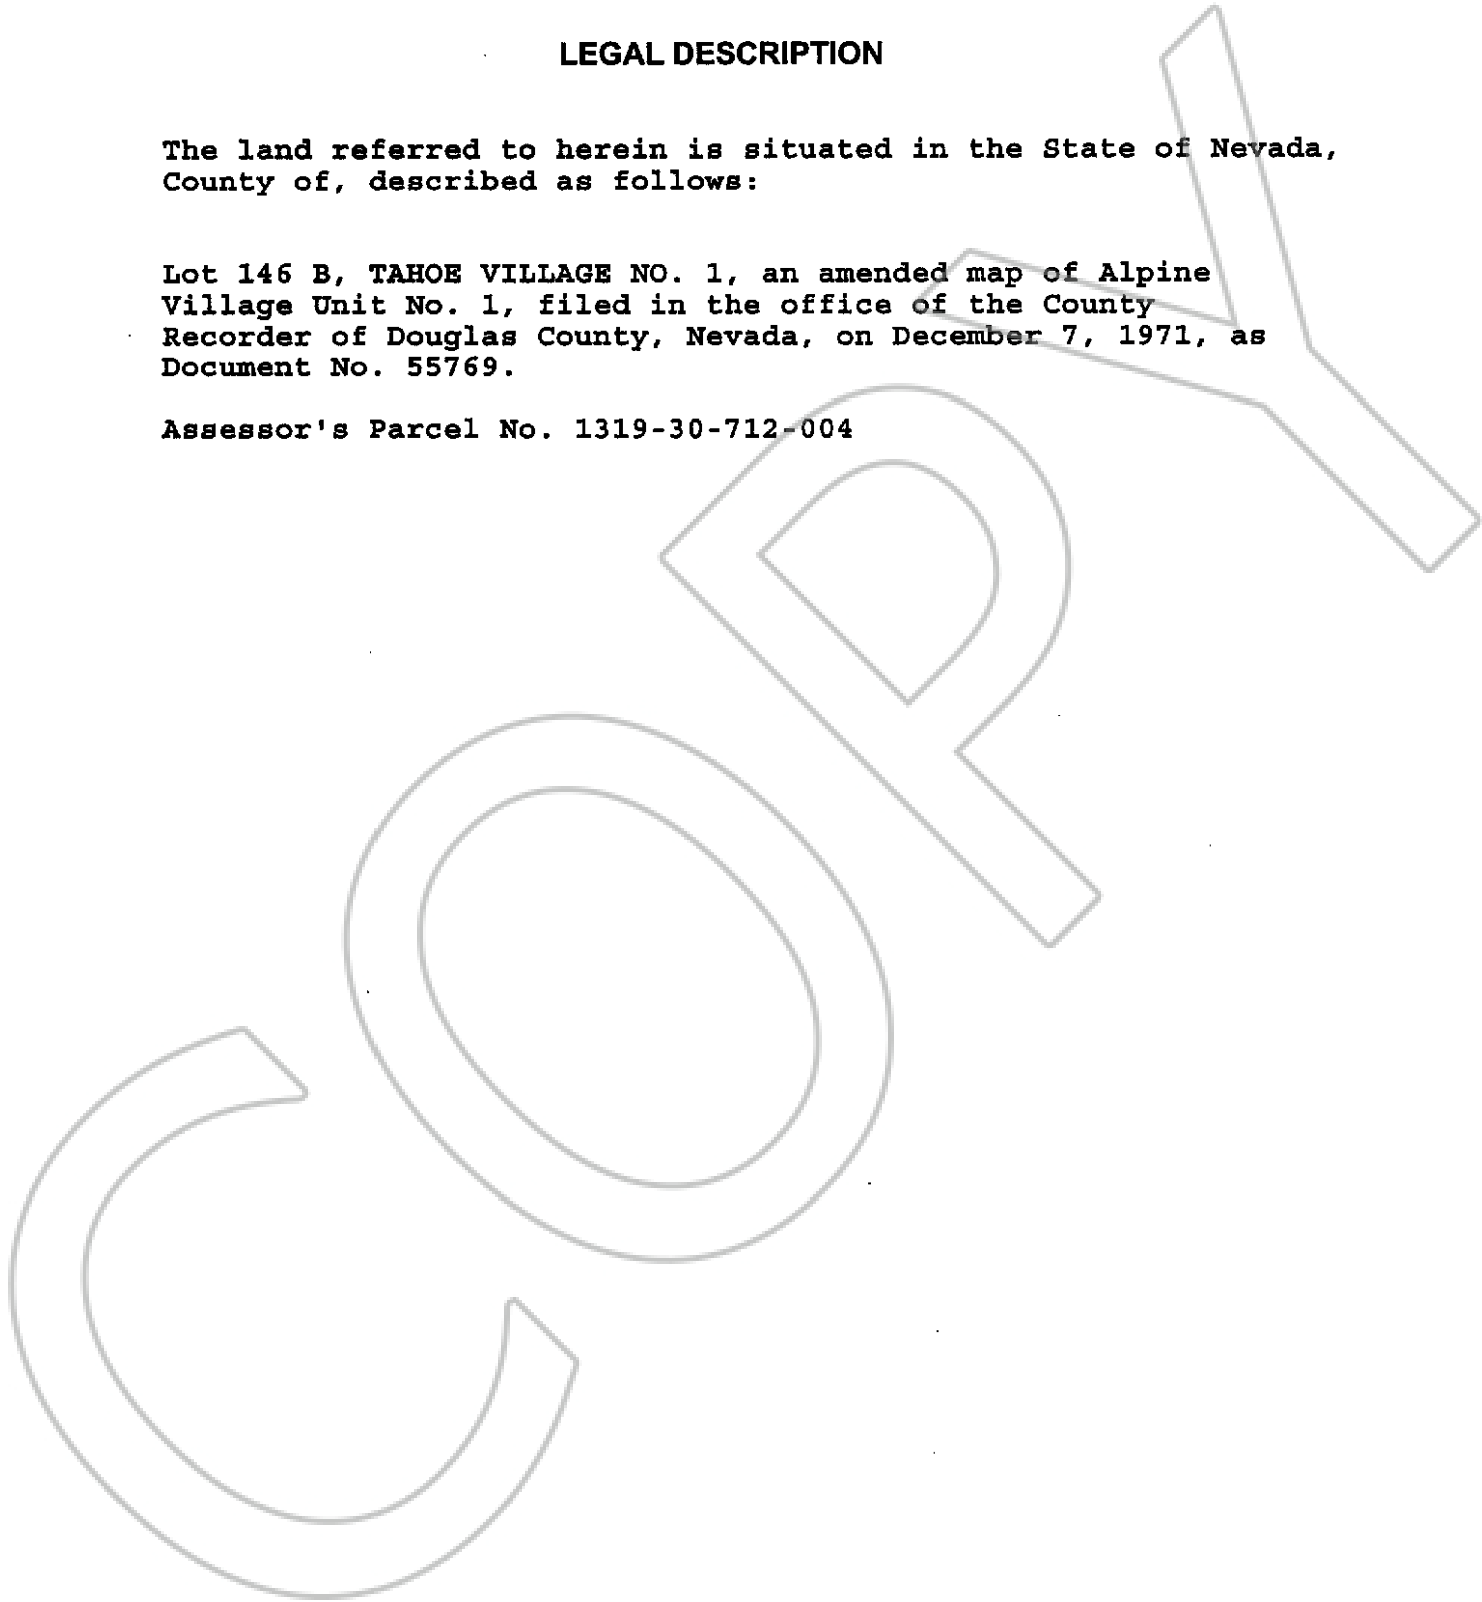 LEGAL DESCRIPTION
The land referred to herein is situated in the State of Nevada,
County of, described as follows:
Lot 146 B, TAHOE VILLAGE NO. 1, an amended map of Alpine
Village Unit No. 1, filed in the office of the County
Recorder of Douglas County, Nevada, on December 7, 1971, as
Document No. 55769.
Assessor's Parcel No. 1319-30-712-004
COPY